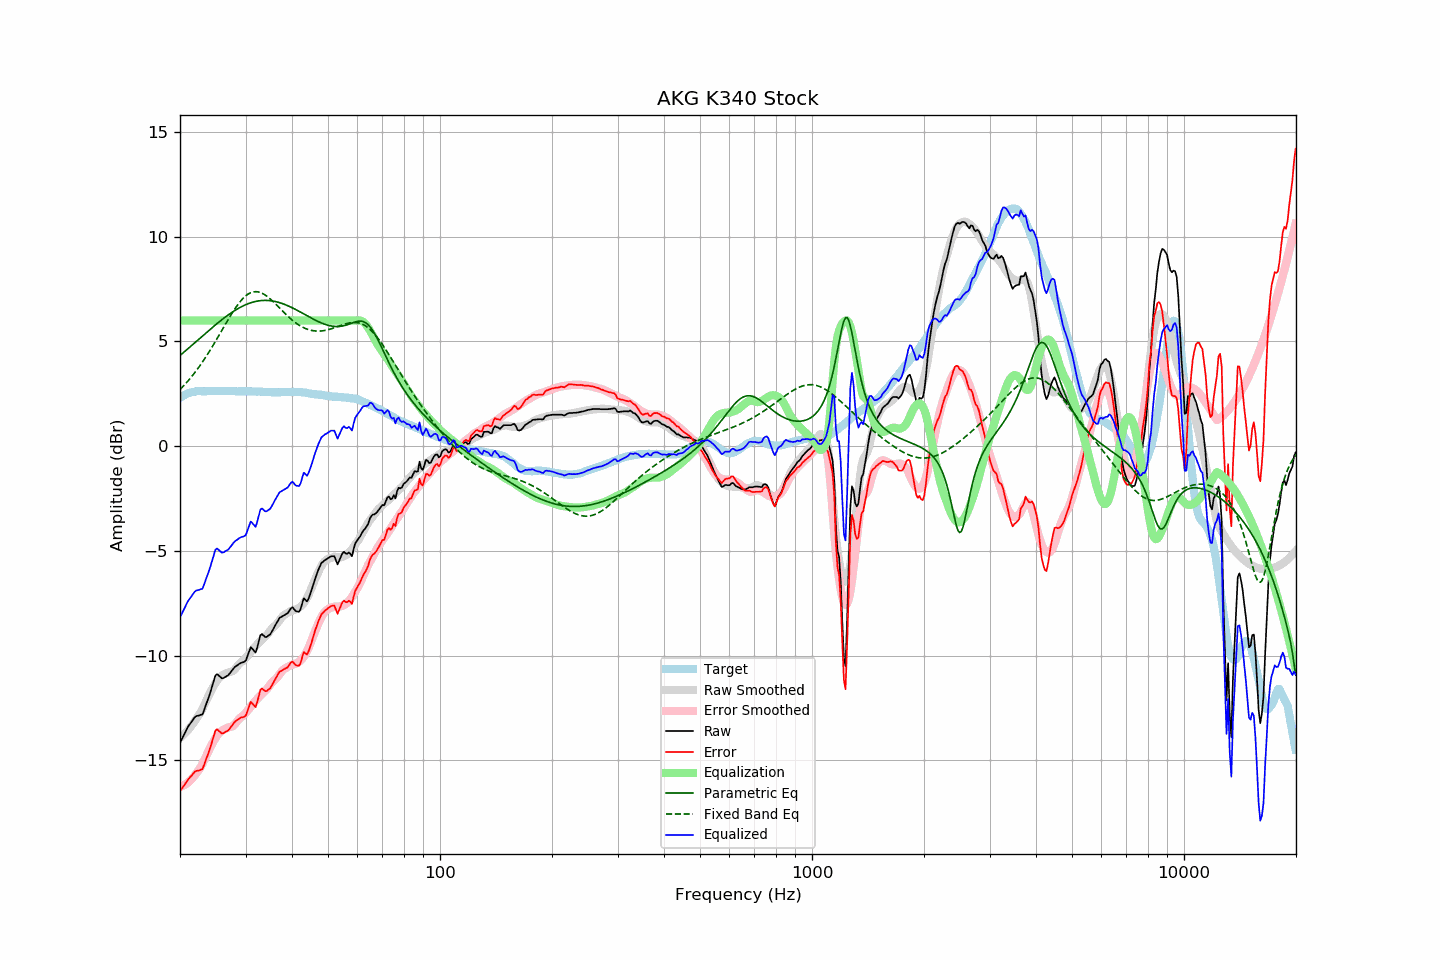 AKG K340 Stock
Amplitude (dBr)
15
10
5
0
−5
−10
−15
Target
Raw Smoothed
Error Smoothed
Raw
Error
Equalization
Parametric Eq
Fixed Band Eq
Equalized
100
1000
10000
Frequency (Hz)